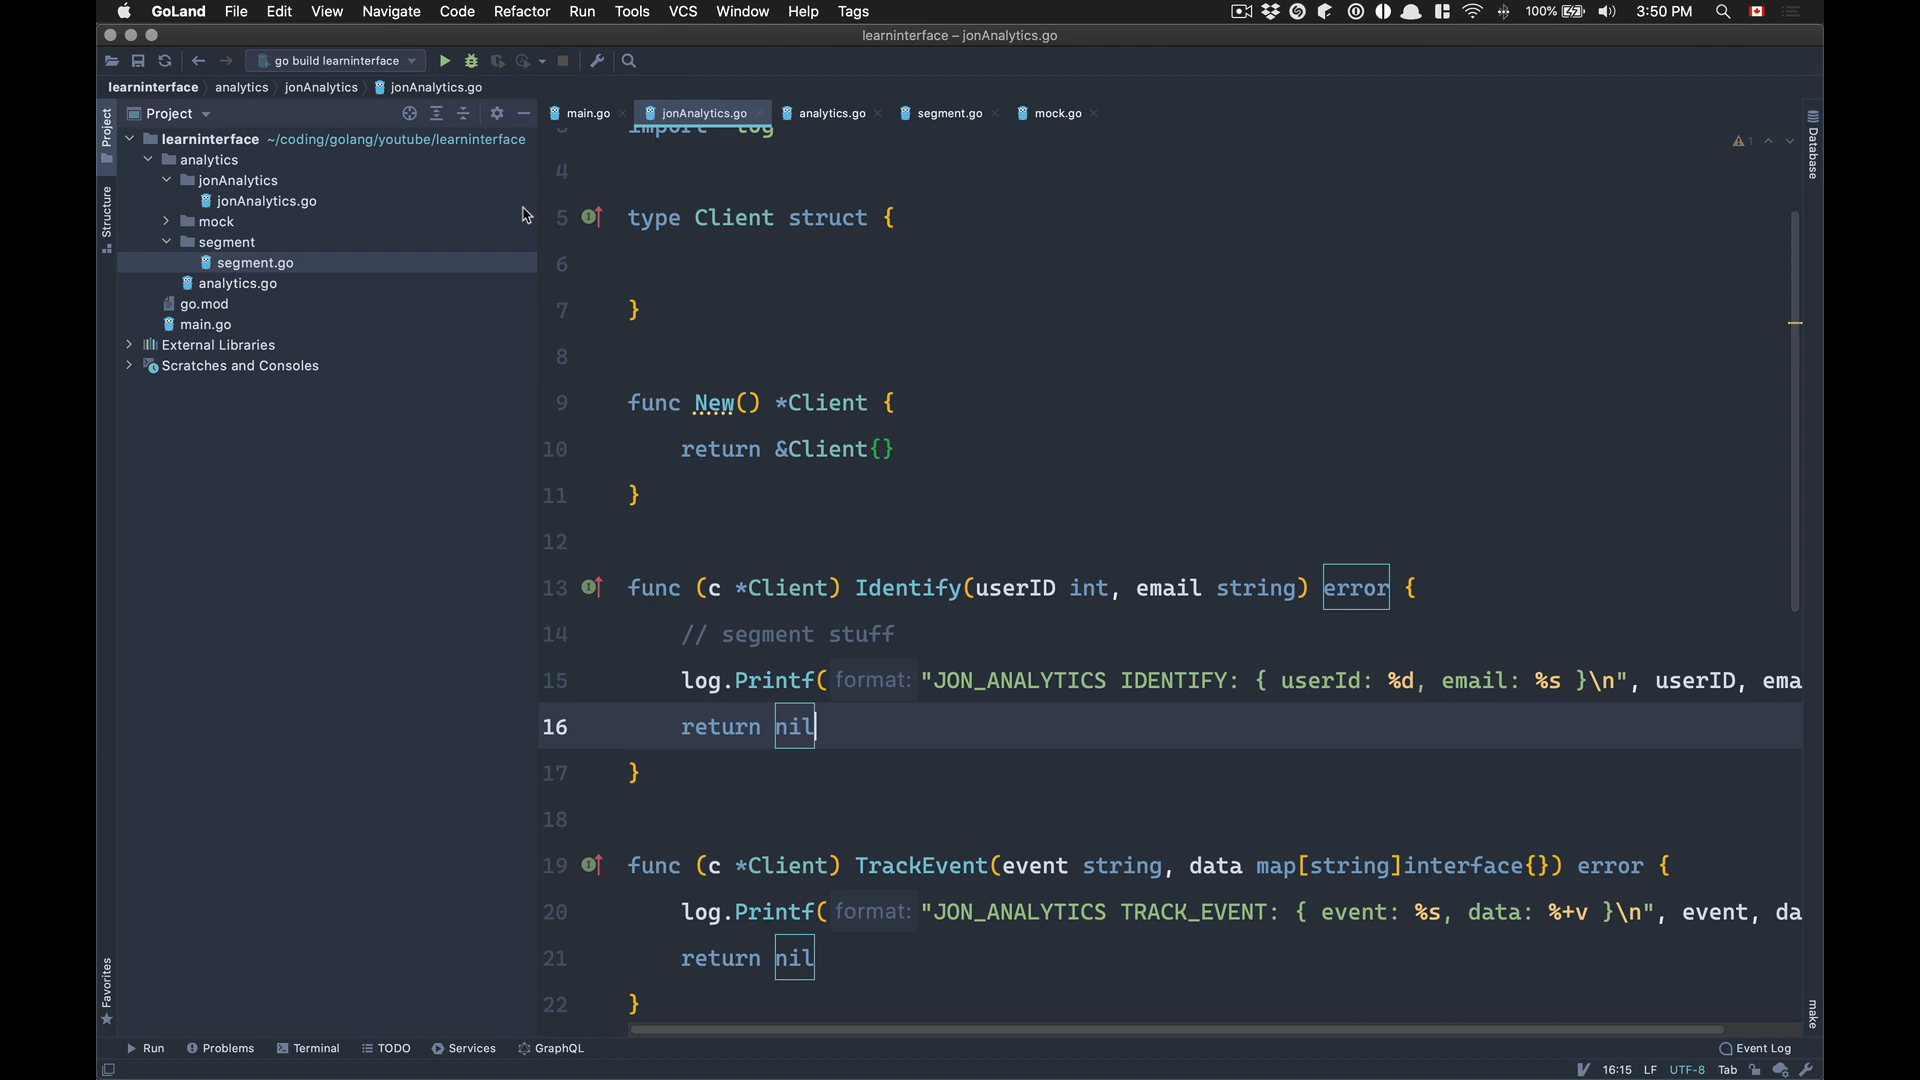 GoLand File Edit View Navigate Code Refactor Run Tools VCS Window Help Tags 100% 3:50 PM
learninterface – jonAnalytics.go
go build learninterface
learninterface analytics jonAnalytics jonAnalytics.go
Project
main.go jonAnalytics.go analytics.go segment.go mock.go
Project
Structure
Favorites
learninterface ~/coding/golang/youtube/learninterface
analytics
jonAnalytics
jonAnalytics.go
mock
segment
segment.go
analytics.go
go.mod
main.go
External Libraries
Scratches and Consoles
3 import "log"
4
5 type Client struct {
6
7 }
8
9 func New() *Client {
10 return &Client{}
11 }
12
13 func (c *Client) Identify(userID int, email string) error {
14 // segment stuff
15 log.Printf( format: "JON_ANALYTICS IDENTIFY: { userId: %d, email: %s }\n", userID, ema
16 return nil
17 }
18
19 func (c *Client) TrackEvent(event string, data map[string]interface{}) error {
20 log.Printf( format: "JON_ANALYTICS TRACK_EVENT: { event: %s, data: %+v }\n", event, da
21 return nil
22 }
1
Database
make
Run Problems Terminal TODO Services GraphQL Event Log
16:15 LF UTF-8 Tab